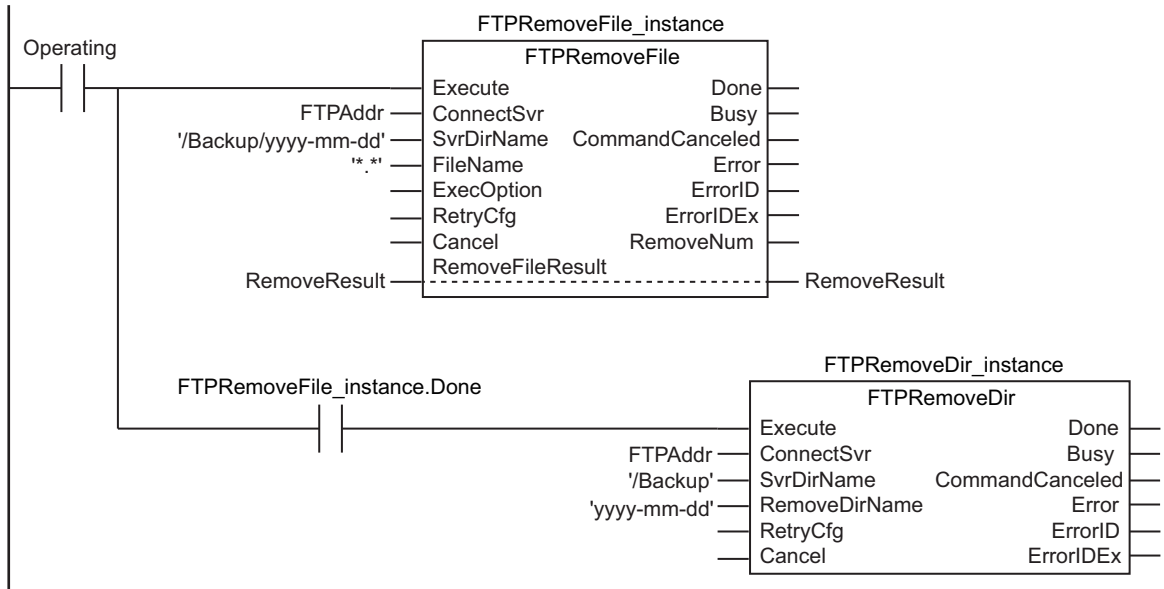 FTPRemoveFile_instance
Operating
FTPRemoveFile
Execute Done
FTPAddr ConnectSvr Busy
'/Backup/yyyy-mm-dd' SvrDirName CommandCanceled
'*.*' FileName Error
ExecOption ErrorID
RetryCfg ErrorIDEx
Cancel RemoveNum
RemoveFileResult
RemoveResult RemoveResult
FTPRemoveDir_instance
FTPRemoveFile_instance.Done
FTPRemoveDir
Execute Done
FTPAddr ConnectSvr Busy
'/Backup' SvrDirName CommandCanceled
'yyyy-mm-dd' RemoveDirName Error
RetryCfg ErrorID
Cancel ErrorIDEx